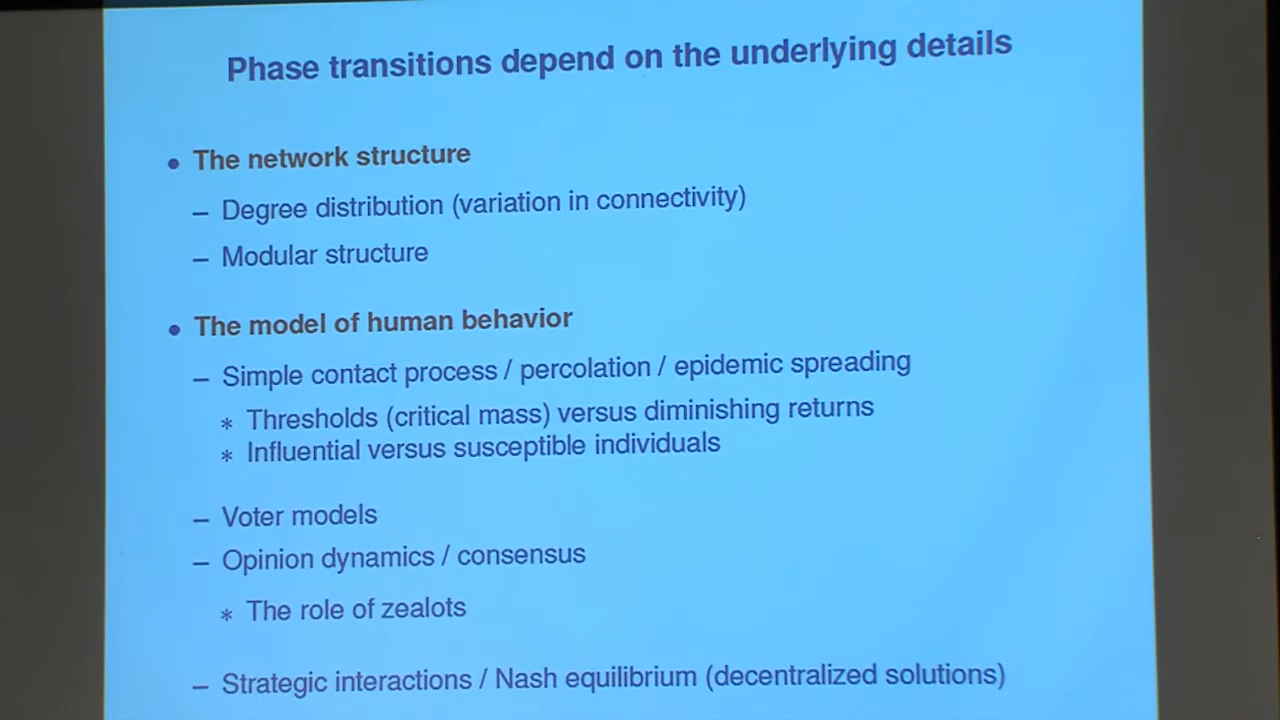 Phase transitions depend on the underlying details
• The network structure
– Degree distribution (variation in connectivity)
– Modular structure
• The model of human behavior
– Simple contact process / percolation / epidemic spreading
* Thresholds (critical mass) versus diminishing returns
* Influential versus susceptible individuals
– Voter models
– Opinion dynamics / consensus
* The role of zealots
– Strategic interactions / Nash equilibrium (decentralized solutions)